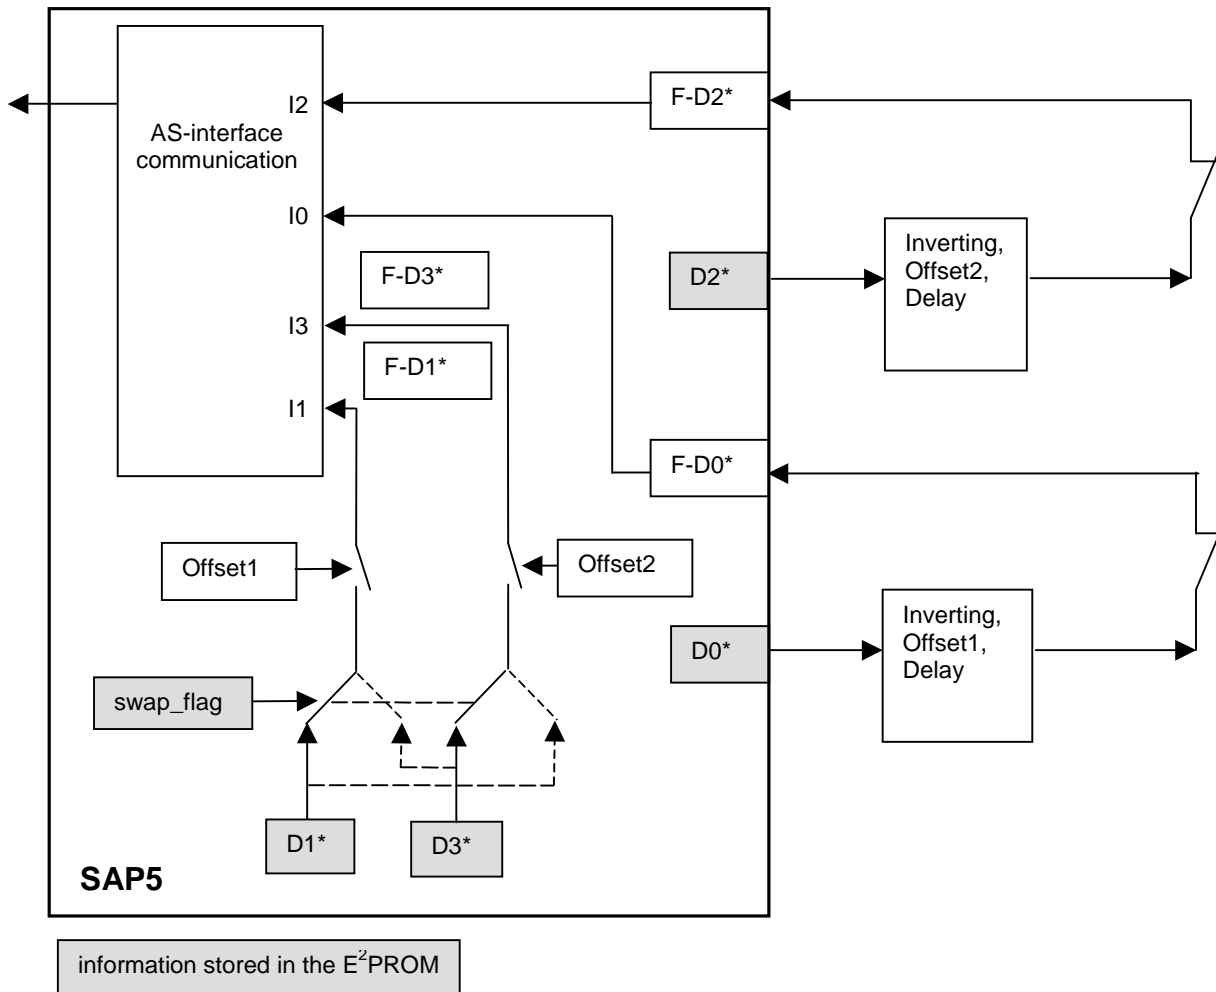 F-D2*
I2
AS-interface
communication
I0
Inverting,
Offset2,
Delay
F-D3*
D2*
I3
F-D1*
I1
F-D0*
Offset1
Offset2
Inverting,
Offset1,
Delay
D0*
swap_flag
D1*
D3*
SAP5
information stored in the E²PROM